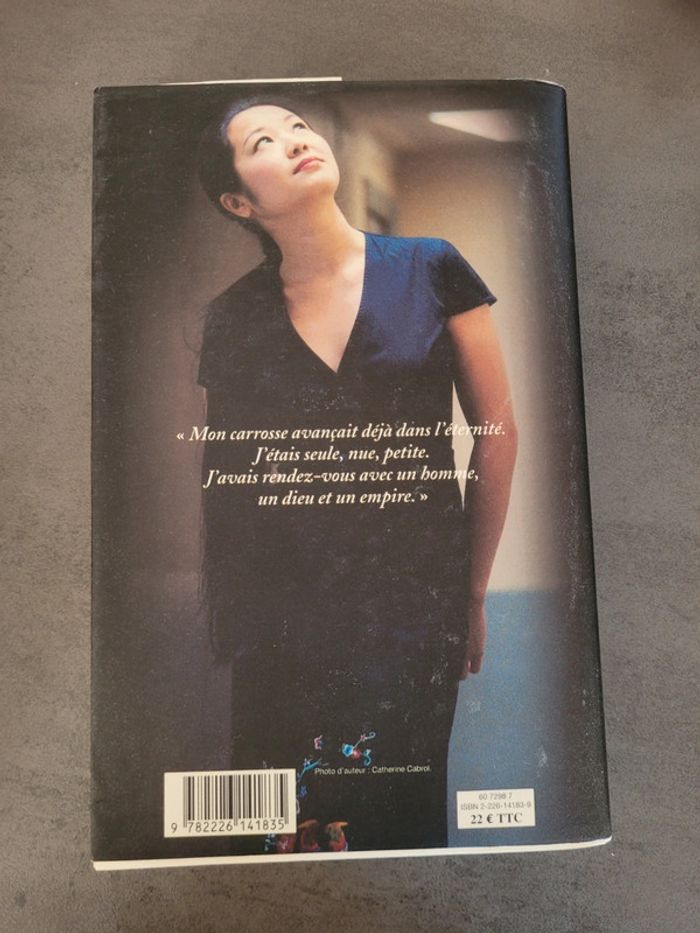 « Mon carrosse avançait déjà dans l'éternité.
J'étais seule, nue, petite.
J'avais rendez-vous avec un homme,
un dieu et un empire. »
Photo d'auteur : Catherine Cabrol.
9 782226 141835
60 7298 7
ISBN 2-226-14183-9
22 € TTC